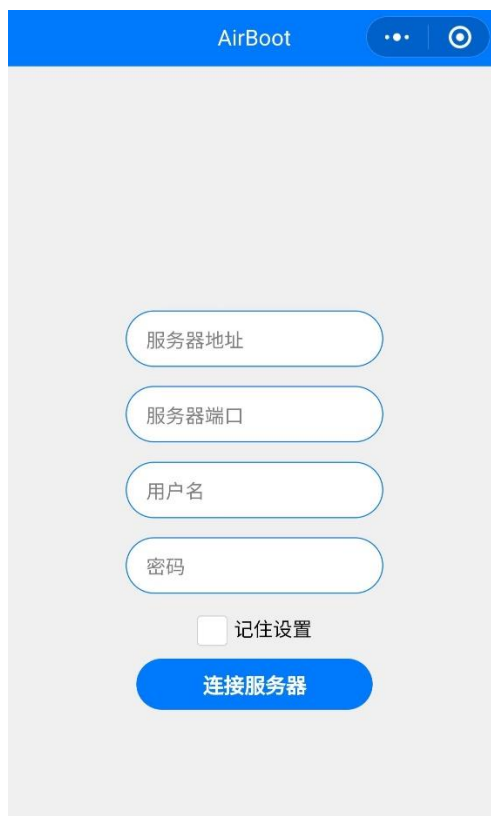 AirBoot
服务器地址
服务器端口
用户名
密码
记住设置
连接服务器